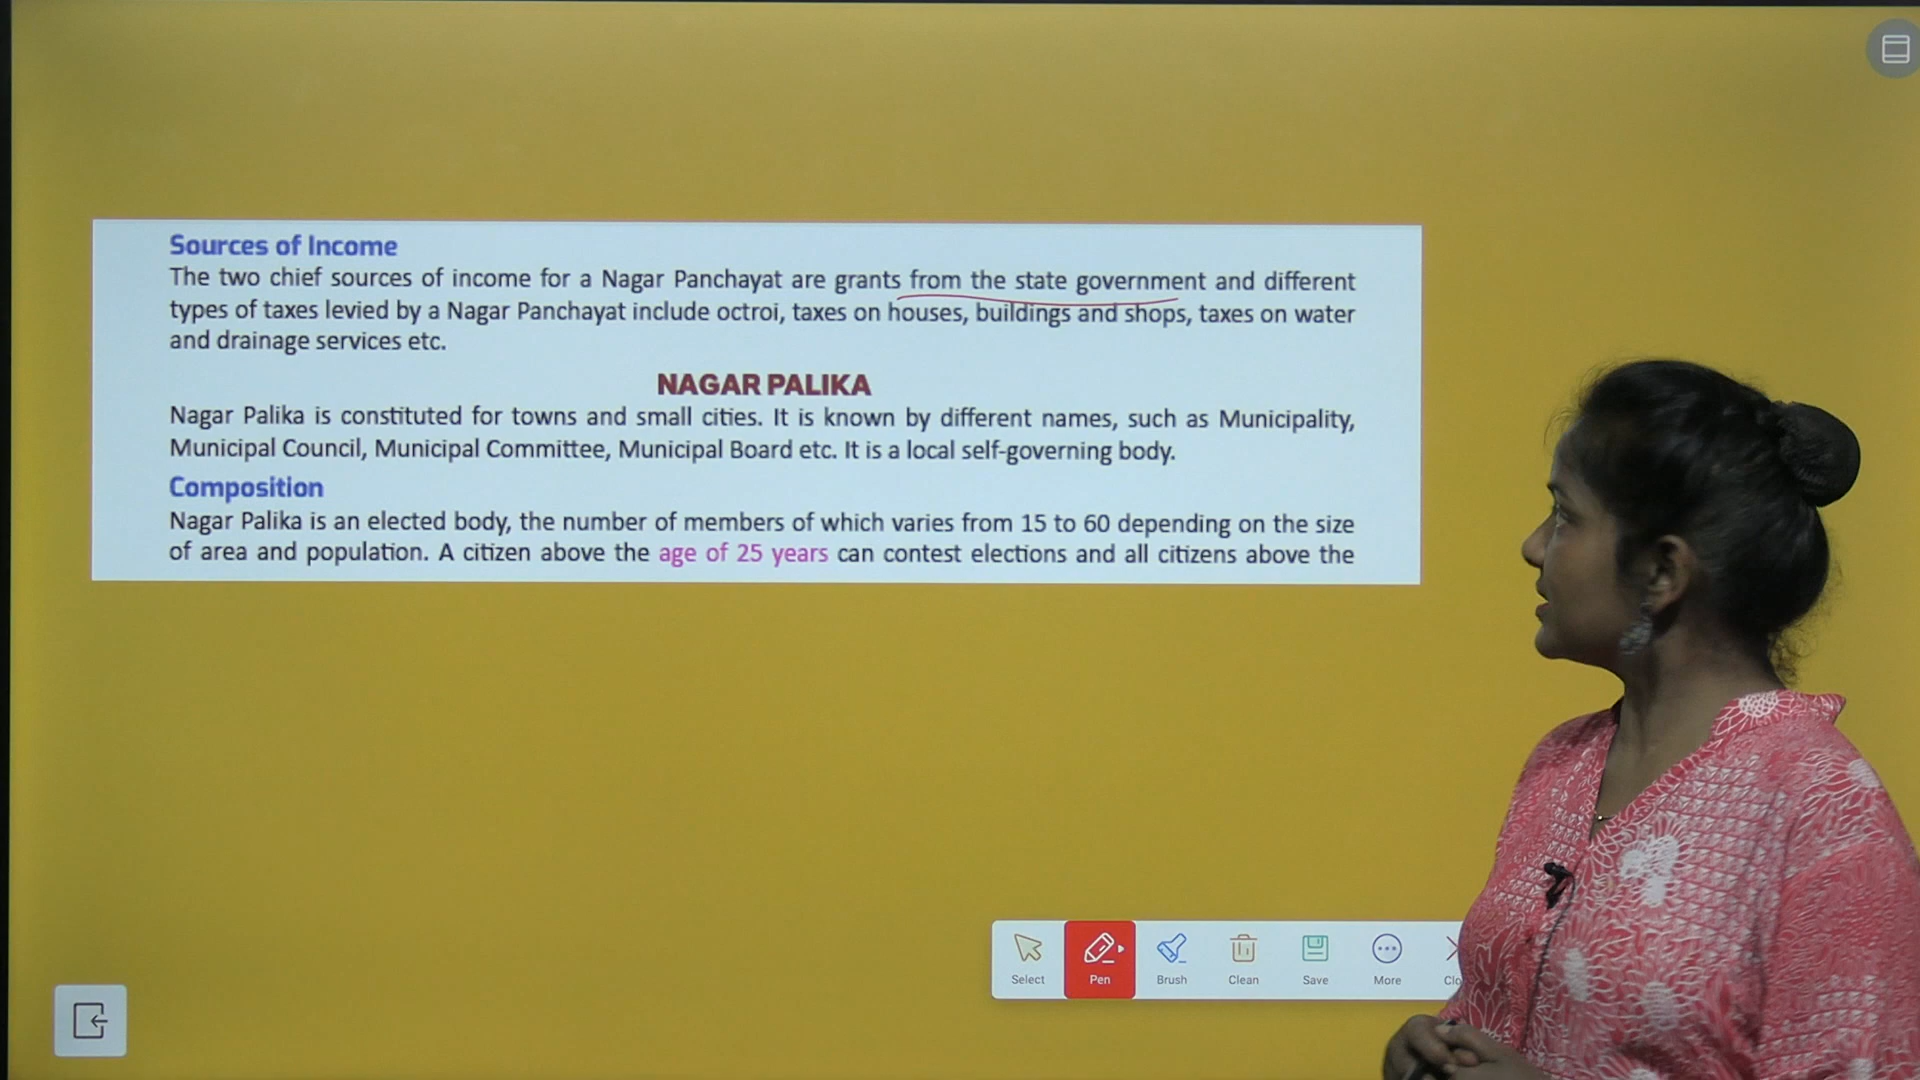 Sources of Income
The two chief sources of income for a Nagar Panchayat are grants from the state government and different
types of taxes levied by a Nagar Panchayat include octroi, taxes on houses, buildings and shops, taxes on water
and drainage services etc.
NAGAR PALIKA
Nagar Palika is constituted for towns and small cities. It is known by different names, such as Municipality,
Municipal Council, Municipal Committee, Municipal Board etc. It is a local self-governing body.
Composition
Nagar Palika is an elected body, the number of members of which varies from 15 to 60 depending on the size
of area and population. A citizen above the age of 25 years can contest elections and all citizens above the
Select Pen Brush Clean Save More Clo